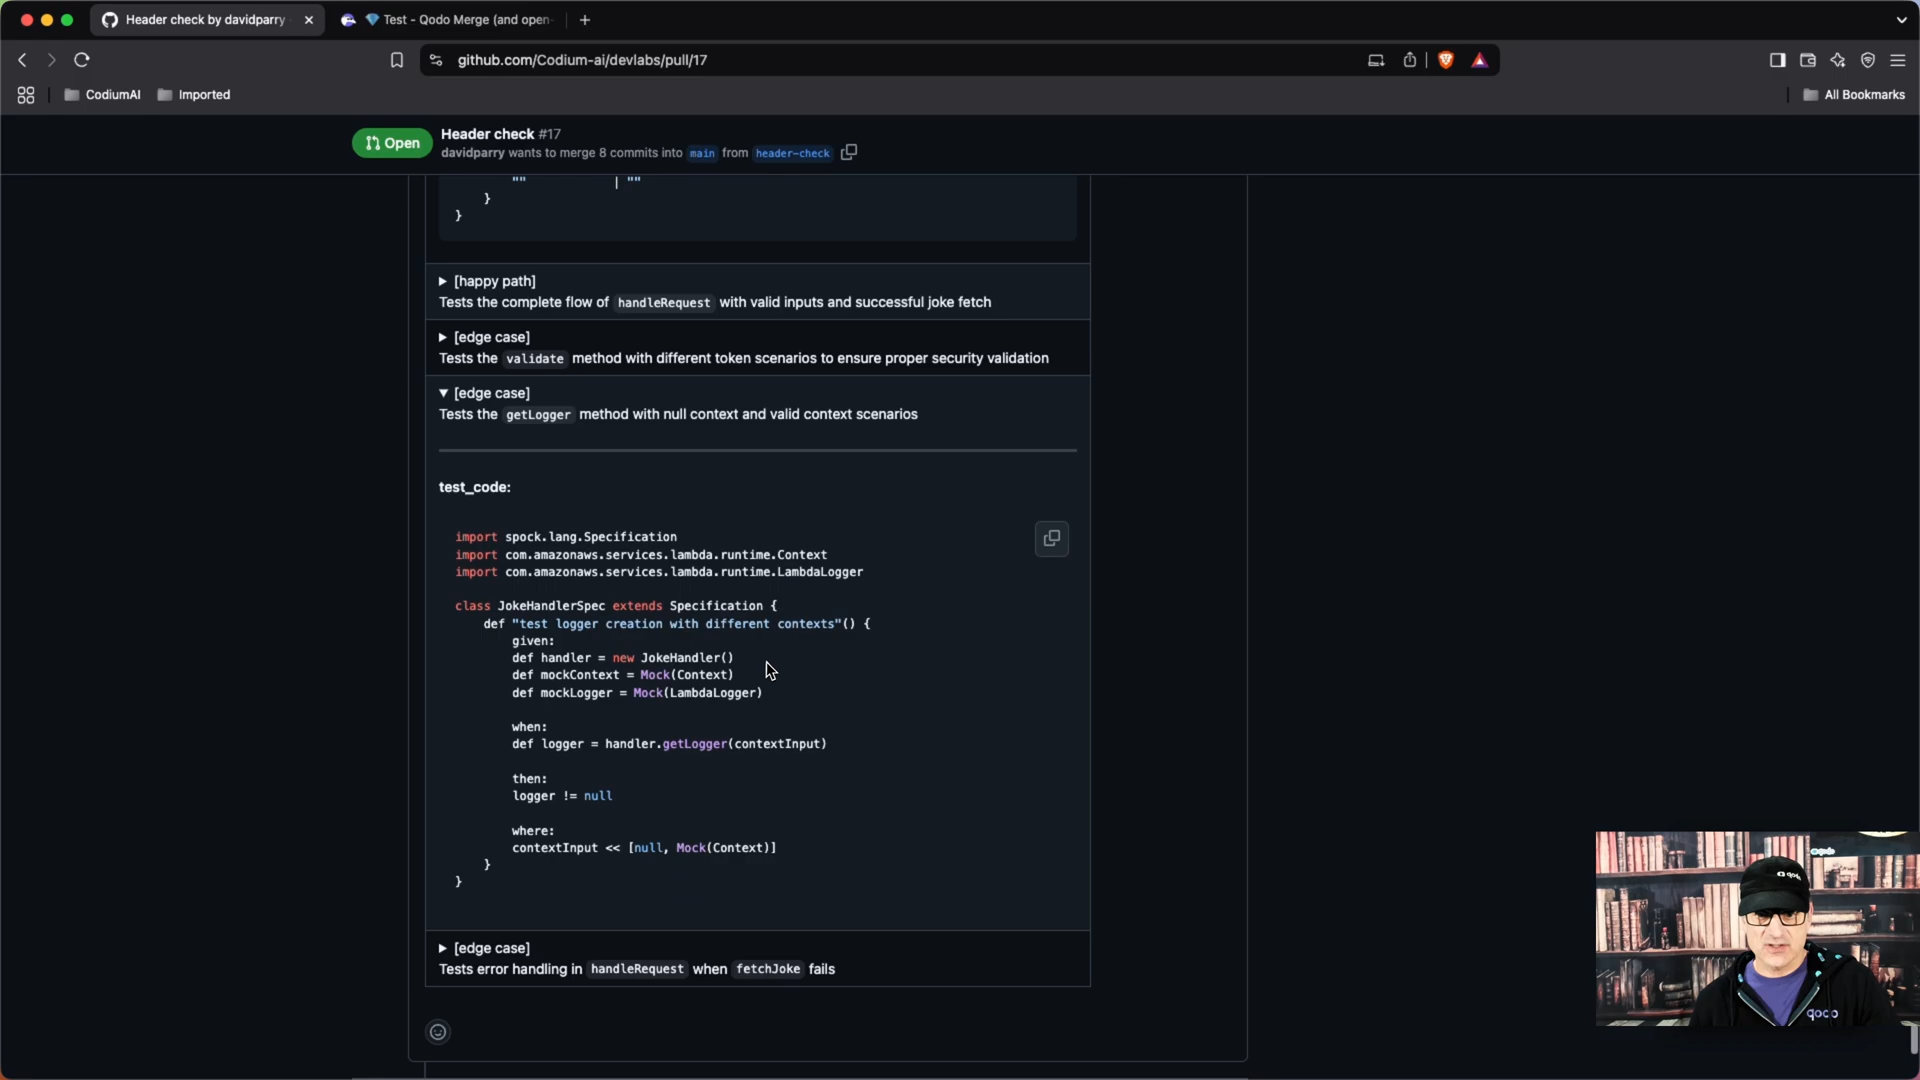 Header check by davidparry
Test - Qodo Merge (and open-
github.com/Codium-ai/devlabs/pull/17
CodiumAI
Imported
All Bookmarks
Open
Header check #17
davidparry wants to merge 8 commits into main from header-check
"" | ""
}
}
[happy path]
Tests the complete flow of handleRequest with valid inputs and successful joke fetch
[edge case]
Tests the validate method with different token scenarios to ensure proper security validation
[edge case]
Tests the getLogger method with null context and valid context scenarios
test_code:
import spock.lang.Specification
import com.amazonaws.services.lambda.runtime.Context
import com.amazonaws.services.lambda.runtime.LambdaLogger
class JokeHandlerSpec extends Specification {
def "test logger creation with different contexts"() {
given:
def handler = new JokeHandler()
def mockContext = Mock(Context)
def mockLogger = Mock(LambdaLogger)
when:
def logger = handler.getLogger(contextInput)
then:
logger != null
where:
contextInput << [null, Mock(Context)]
}
}
[edge case]
Tests error handling in handleRequest when fetchJoke fails
qodo
qodo
qodo